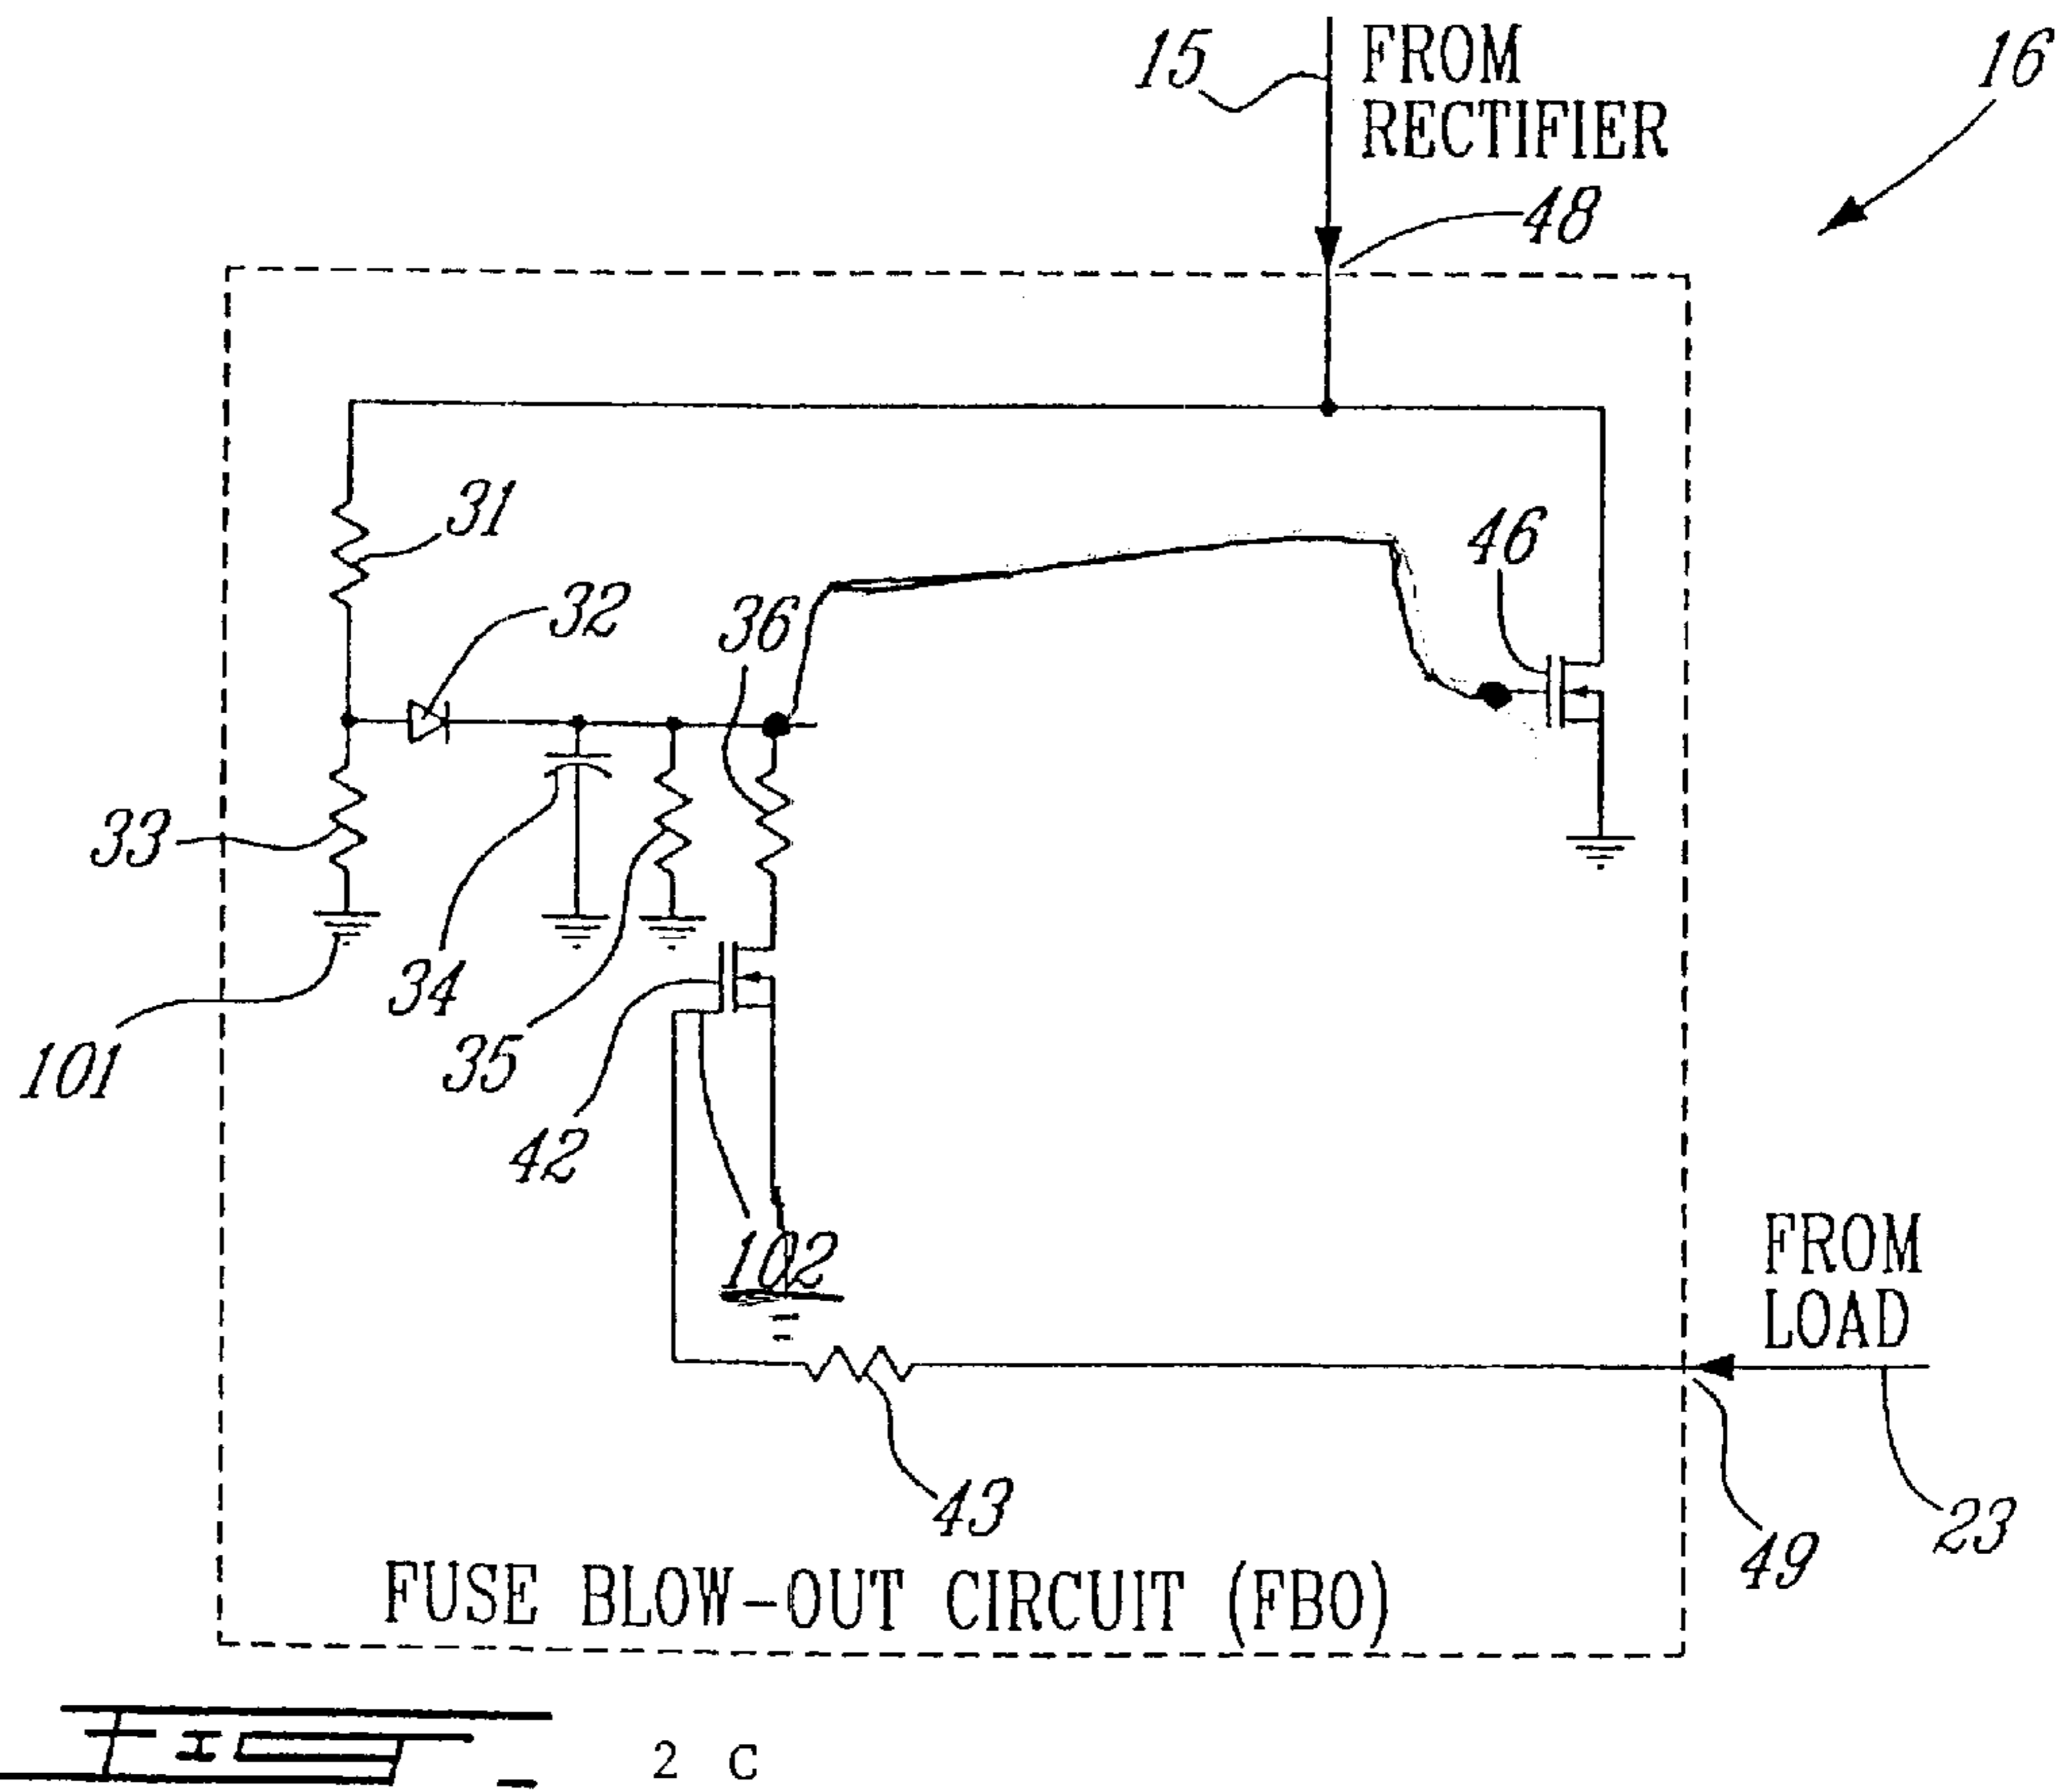 15
FROM
RECTIFIER
16
48
31
46
32
36
33
34
35
101
42
102
FROM
LOAD
43
49
23
FUSE BLOW-OUT CIRCUIT (FBO)
2 C